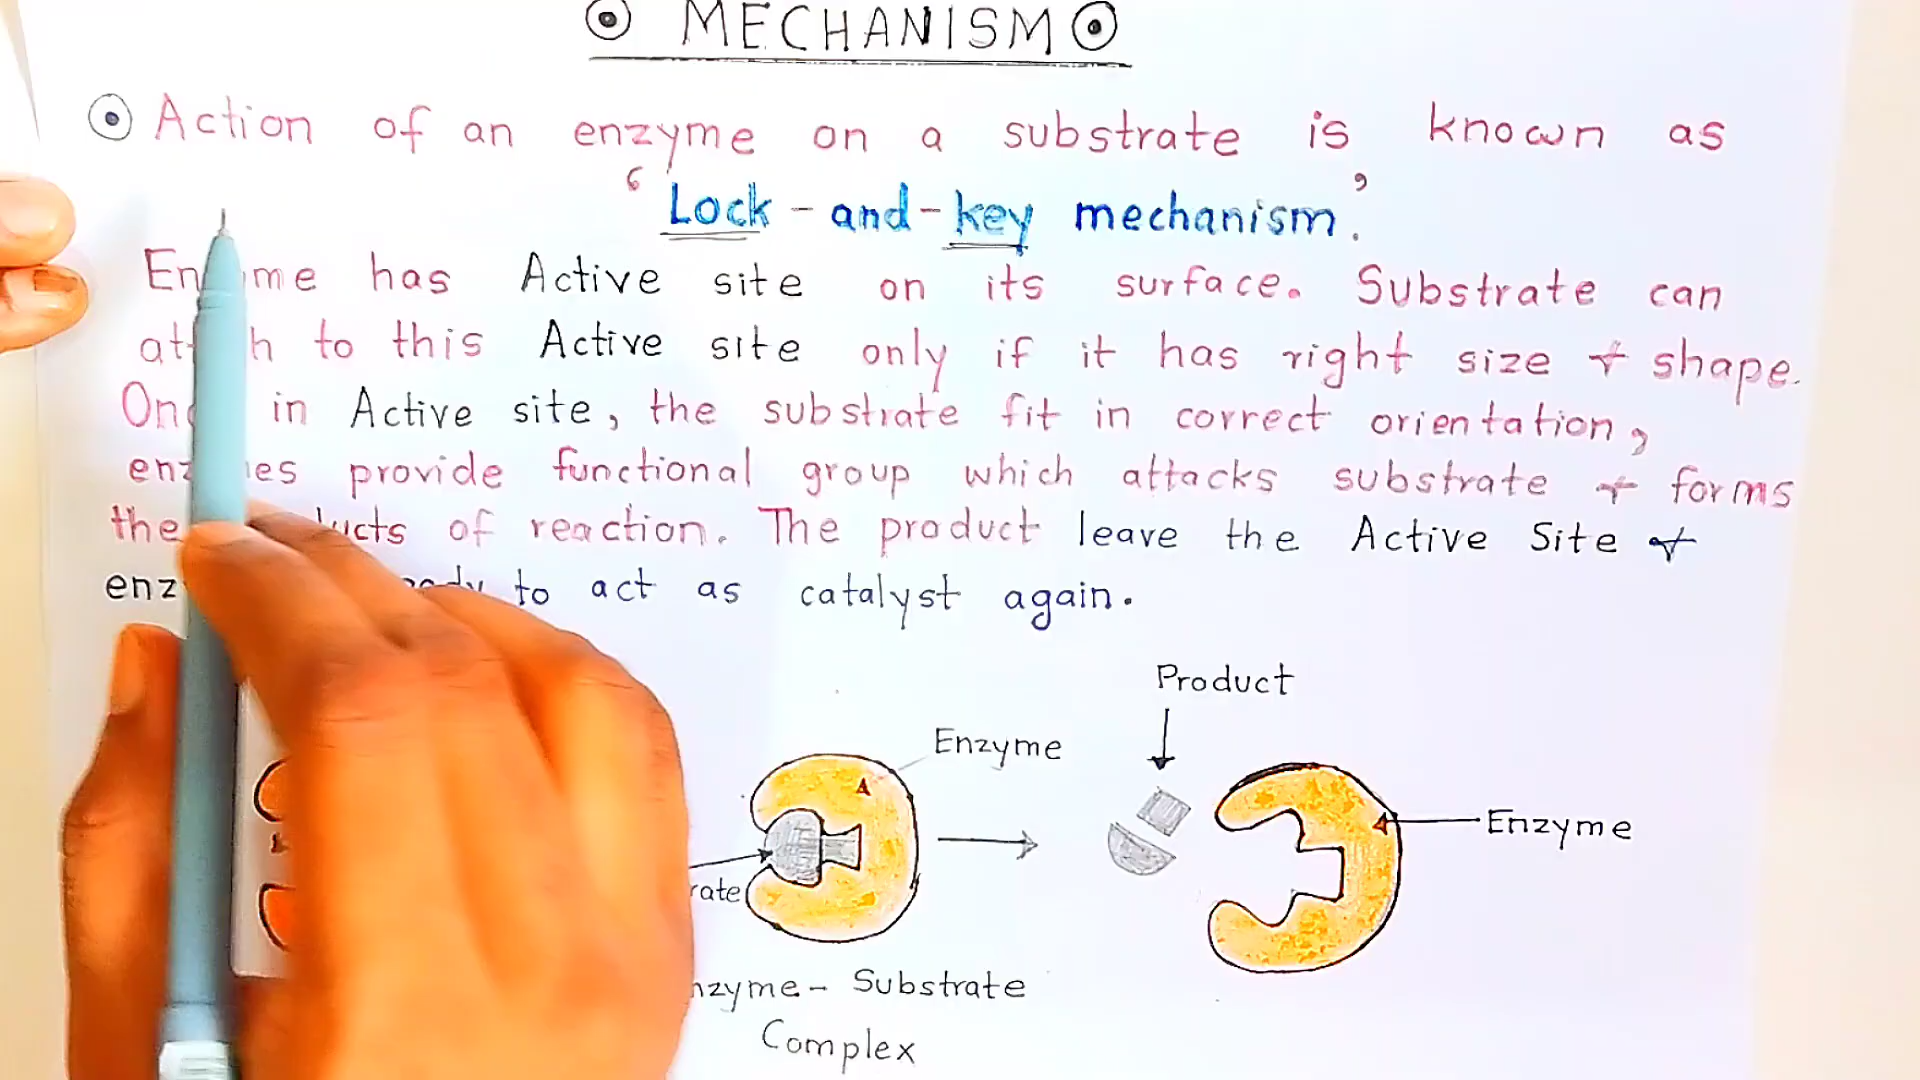 MECHANISM
Action of an enzyme on a substrate is known as
'Lock-and-key mechanism.'
has Active site on its surface. Substrate can
to this Active site only if it has right size & shape.
in Active site, the substrate fit in correct orientation,
provide functional group which attacks substrate & forms
the of reaction. The product leave the Active Site &
to act as catalyst again.
Product
Enzyme
Enzyme
Substrate
Complex